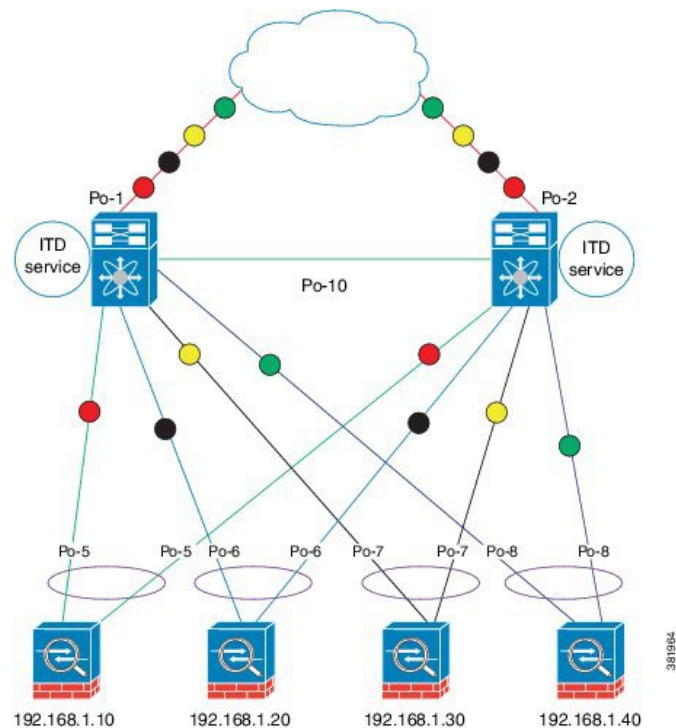 Po-1
Po-2
ITD
service
ITD
service
Po-10
Po-5
Po-5
Po-6
Po-6
Po-7
Po-7
Po-8
Po-8
192.168.1.10
192.168.1.20
192.168.1.30
192.168.1.40
381964